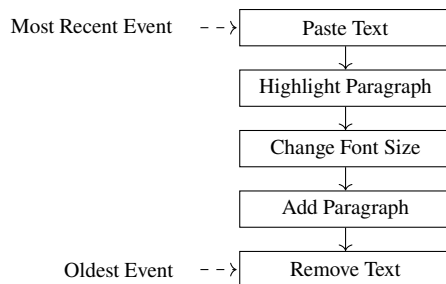 Most Recent Event Paste Text
Highlight Paragraph
Change Font Size
Add Paragraph
Oldest Event Remove Text